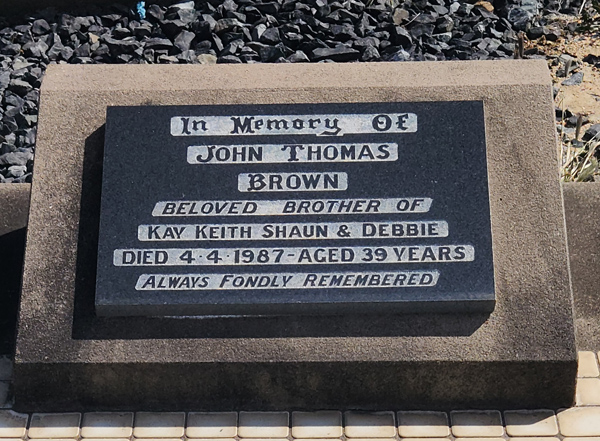 In Memory Of
JOHN THOMAS
BROWN
BELOVED BROTHER OF
KAY KEITH SHAUN & DEBBIE
DIED 4·4·1987-AGED 39 YEARS
ALWAYS FONDLY REMEMBERED